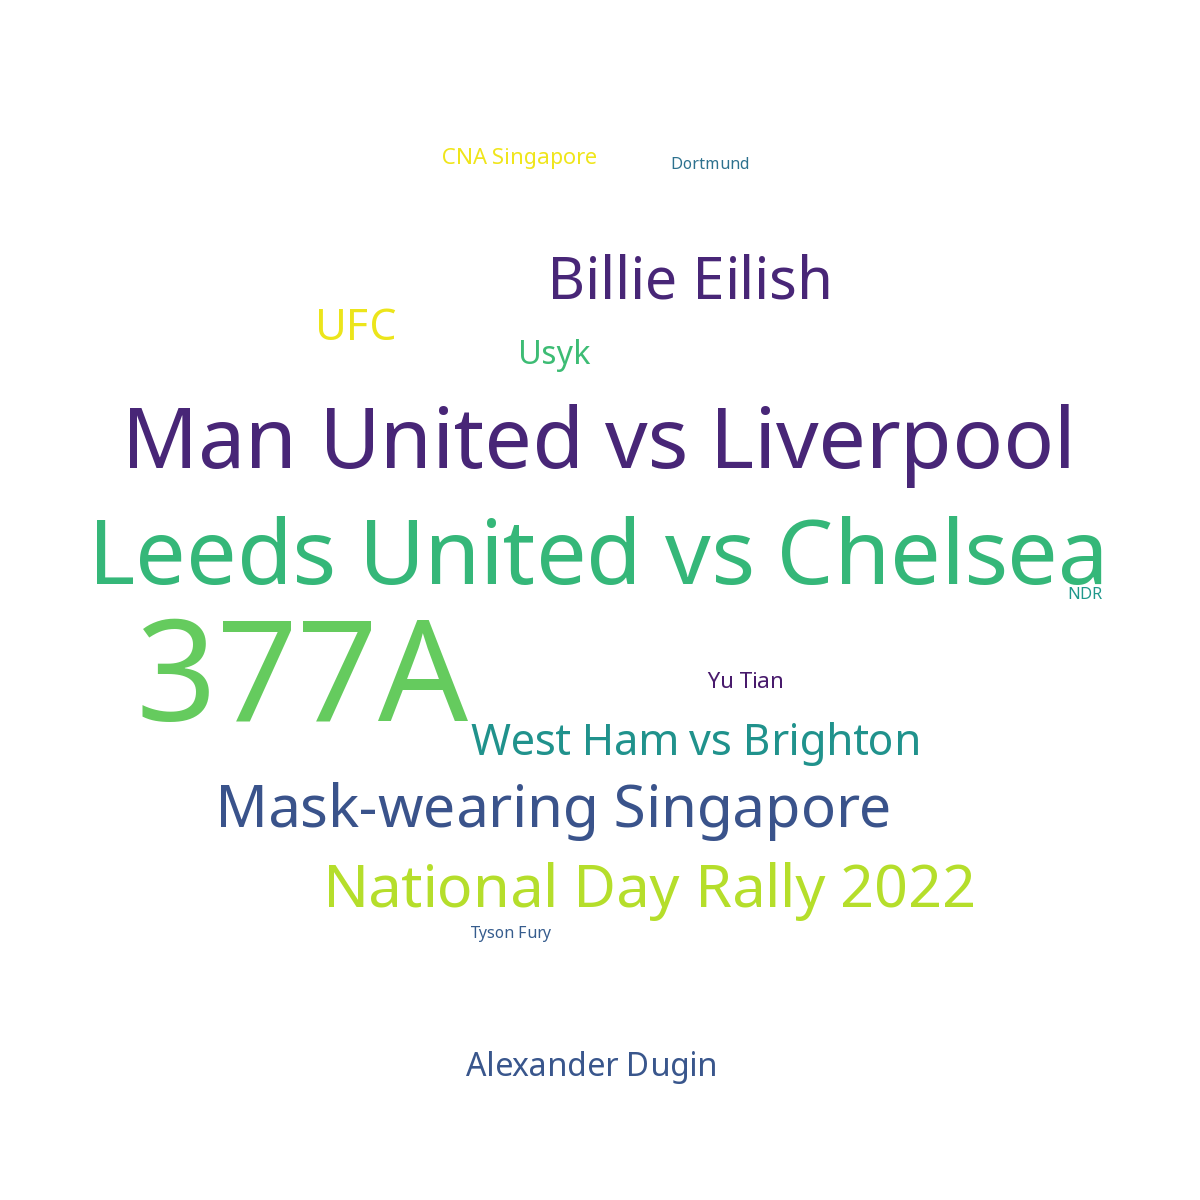 CNA Singapore
Dortmund
Billie Eilish
UFC
Usyk
Man United vs Liverpool
Leeds United vs Chelsea
NDR
377A
Yu Tian
West Ham vs Brighton
Mask-wearing Singapore
National Day Rally 2022
Tyson Fury
Alexander Dugin